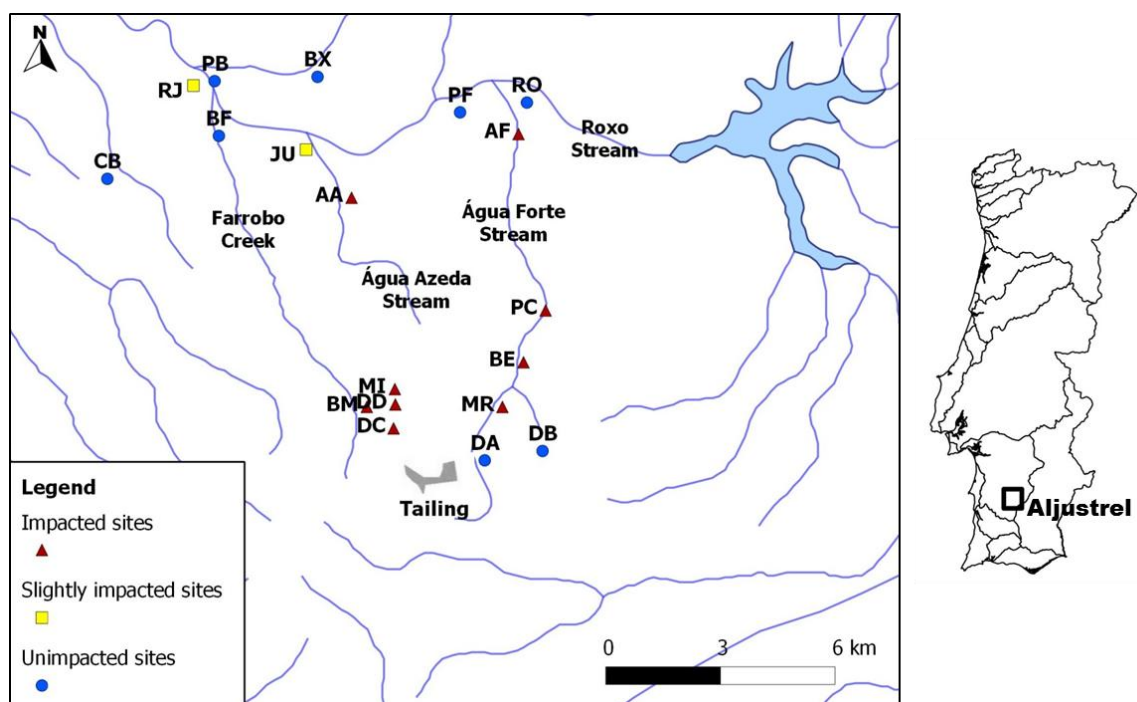 N
PB
BX
RJ
PF
RO
BF
AF
Roxo
Stream
JU
CB
AA
Farrobo
Creek
Água Forte
Stream
Água Azeda
Stream
PC
BE
MI
BM
DD
MR
DC
DA
DB
Tailing
Legend
Impacted sites
Slightly impacted sites
Unimpacted sites
0 3 6 km
Aljustrel